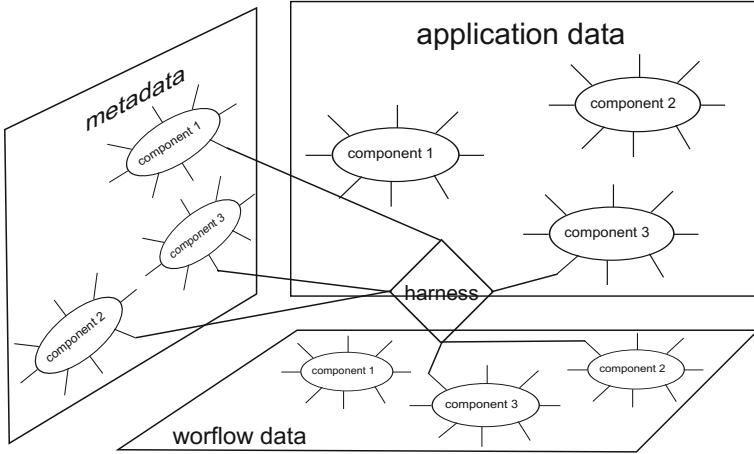 application data
metadata
component 1
component 3
component 2
component 1
component 2
component 3
harness
component 1
component 2
component 3
worflow data